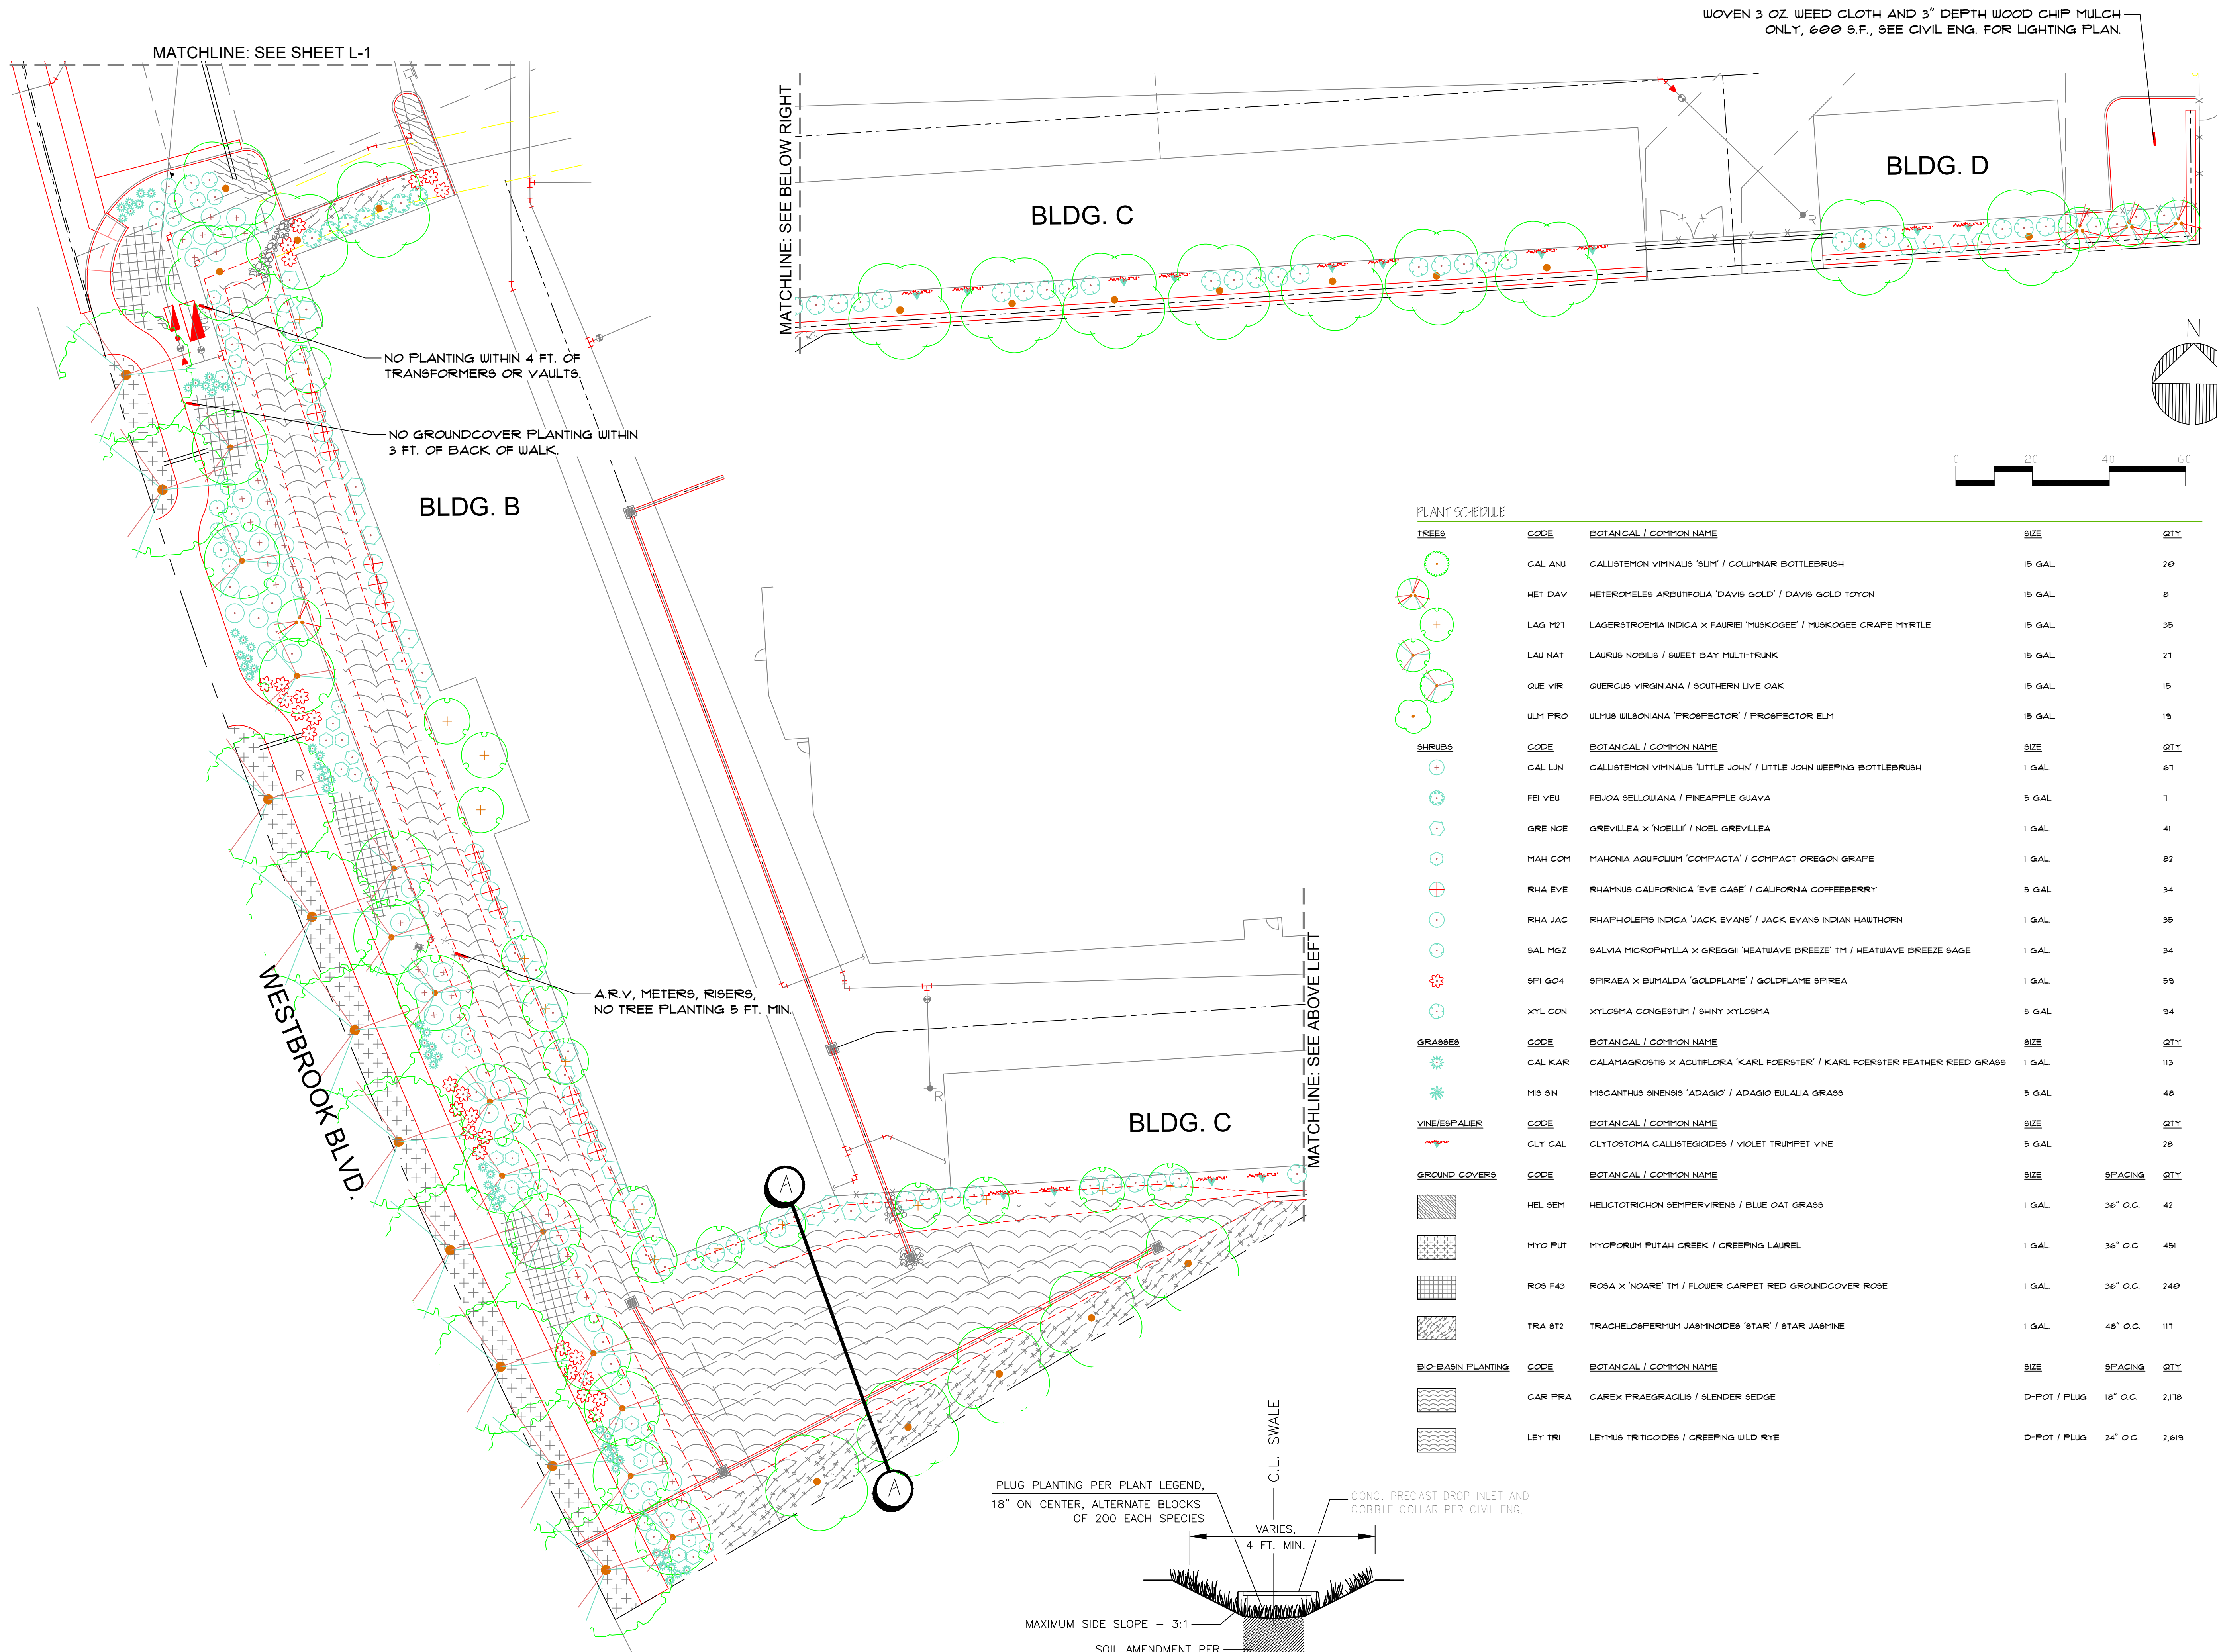 MATCHLINE: SEE SHEET L-1
WOVEN 3 OZ. WEED CLOTH AND 3" DEPTH WOOD CHIP MULCH
ONLY, 600 S.F., SEE CIVIL ENG. FOR LIGHTING PLAN.
MATCHLINE: SEE BELOW RIGHT
BLDG. C
BLDG. D
R
N
0 20 40 60
NO PLANTING WITHIN 4 FT. OF
TRANSFORMERS OR VAULTS.
NO GROUNDCOVER PLANTING WITHIN
3 FT. OF BACK OF WALK.
BLDG. B
R
A.R.V, METERS, RISERS,
NO TREE PLANTING 5 FT. MIN.
WESTBROOK BLVD.
R
BLDG. C
MATCHLINE: SEE ABOVE LEFT
A
A
PLANT SCHEDULE
TREES CODE BOTANICAL / COMMON NAME SIZE QTY
CAL ANU CALLISTEMON VIMINALIS 'SLIM' / COLUMNAR BOTTLEBRUSH 15 GAL 20
HET DAV HETEROMELES ARBUTIFOLIA 'DAVIS GOLD' / DAVIS GOLD TOYON 15 GAL 8
LAG M27 LAGERSTROEMIA INDICA X FAURIEI 'MUSKOGEE' / MUSKOGEE CRAPE MYRTLE 15 GAL 35
LAU NAT LAURUS NOBILIS / SWEET BAY MULTI-TRUNK 15 GAL 27
QUE VIR QUERCUS VIRGINIANA / SOUTHERN LIVE OAK 15 GAL 15
ULM PRO ULMUS WILSONIANA 'PROSPECTOR' / PROSPECTOR ELM 15 GAL 19
SHRUBS CODE BOTANICAL / COMMON NAME SIZE QTY
CAL LJN CALLISTEMON VIMINALIS 'LITTLE JOHN' / LITTLE JOHN WEEPING BOTTLEBRUSH 1 GAL 67
FEI VEU FEIJOA SELLOWIANA / PINEAPPLE GUAVA 5 GAL 7
GRE NOE GREVILLEA X 'NOELLII' / NOEL GREVILLEA 1 GAL 41
MAH COM MAHONIA AQUIFOLIUM 'COMPACTA' / COMPACT OREGON GRAPE 1 GAL 82
RHA EVE RHAMNUS CALIFORNICA 'EVE CASE' / CALIFORNIA COFFEEBERRY 5 GAL 34
RHA JAC RHAPHIOLEPIS INDICA 'JACK EVANS' / JACK EVANS INDIAN HAWTHORN 1 GAL 35
SAL MGZ SALVIA MICROPHYLLA X GREGGII 'HEATWAVE BREEZE' TM / HEATWAVE BREEZE SAGE 1 GAL 34
SPI GO4 SPIRAEA X BUMALDA 'GOLDFLAME' / GOLDFLAME SPIREA 1 GAL 59
XYL CON XYLOSMA CONGESTUM / SHINY XYLOSMA 5 GAL 94
GRASSES CODE BOTANICAL / COMMON NAME SIZE QTY
CAL KAR CALAMAGROSTIS X ACUTIFLORA 'KARL FOERSTER' / KARL FOERSTER FEATHER REED GRASS 1 GAL 113
MIS SIN MISCANTHUS SINENSIS 'ADAGIO' / ADAGIO EULALIA GRASS 5 GAL 48
VINE/ESPALIER CODE BOTANICAL / COMMON NAME SIZE QTY
CLY CAL CLYTOSTOMA CALLISTEGIOIDES / VIOLET TRUMPET VINE 5 GAL 28
GROUND COVERS CODE BOTANICAL / COMMON NAME SIZE SPACING QTY
HEL SEM HELICTOTRICHON SEMPERVIRENS / BLUE OAT GRASS 1 GAL 36" O.C. 42
MYO PUT MYOPORUM PUTAH CREEK / CREEPING LAUREL 1 GAL 36" O.C. 451
ROS F43 ROSA X 'NOARE' TM / FLOWER CARPET RED GROUNDCOVER ROSE 1 GAL 36" O.C. 240
TRA ST2 TRACHELOSPERMUM JASMINOIDES 'STAR' / STAR JASMINE 1 GAL 48" O.C. 117
BIO-BASIN PLANTING CODE BOTANICAL / COMMON NAME SIZE SPACING QTY
CAR PRA CAREX PRAEGRACILIS / SLENDER SEDGE D-POT / PLUG 18" O.C. 2,178
LEY TRI LEYMUS TRITICOIDES / CREEPING WILD RYE D-POT / PLUG 24" O.C. 2,619
C.L. SWALE
PLUG PLANTING PER PLANT LEGEND,
18" ON CENTER, ALTERNATE BLOCKS
OF 200 EACH SPECIES
CONC. PRECAST DROP INLET AND
COBBLE COLLAR PER CIVIL ENG.
VARIES,
4 FT. MIN.
MAXIMUM SIDE SLOPE – 3:1
SOIL AMENDMENT PER